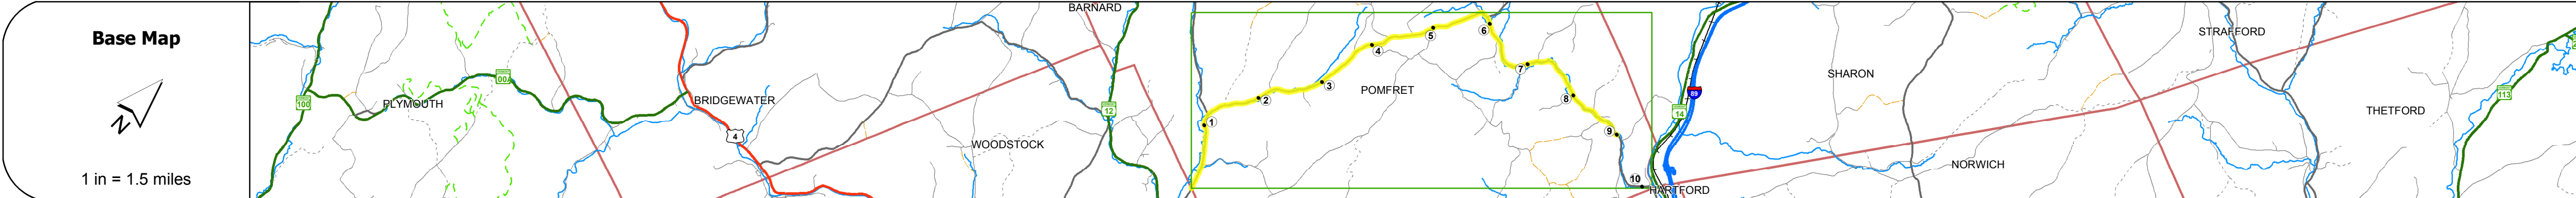 Base Map
N
1 in = 1.5 miles
100
PLYMOUTH
100A
BRIDGEWATER
4
WOODSTOCK
BARNARD
12
1
2
3
4
5
6
7
8
9
10
POMFRET
HARTFORD
14
89
SHARON
NORWICH
STRAFFORD
THETFORD
113